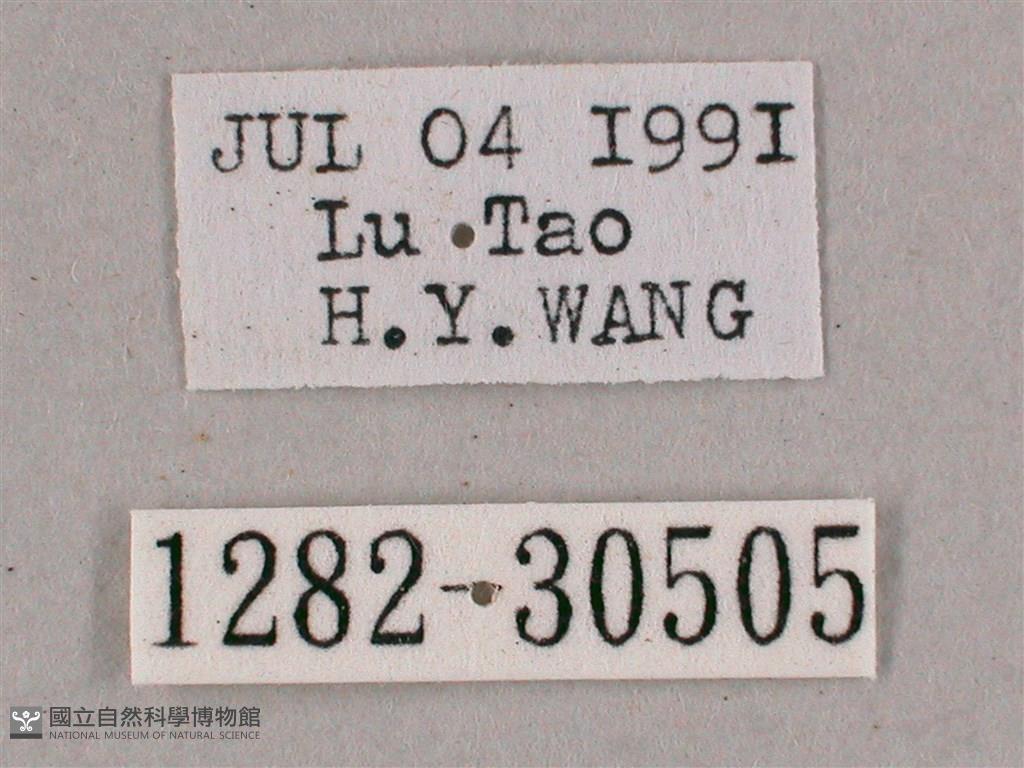 JUL 04 1991
Lu Tao
H.Y.WANG
1282-30505
國立自然科學博物館
NATIONAL MUSEUM OF NATURAL SCIENCE